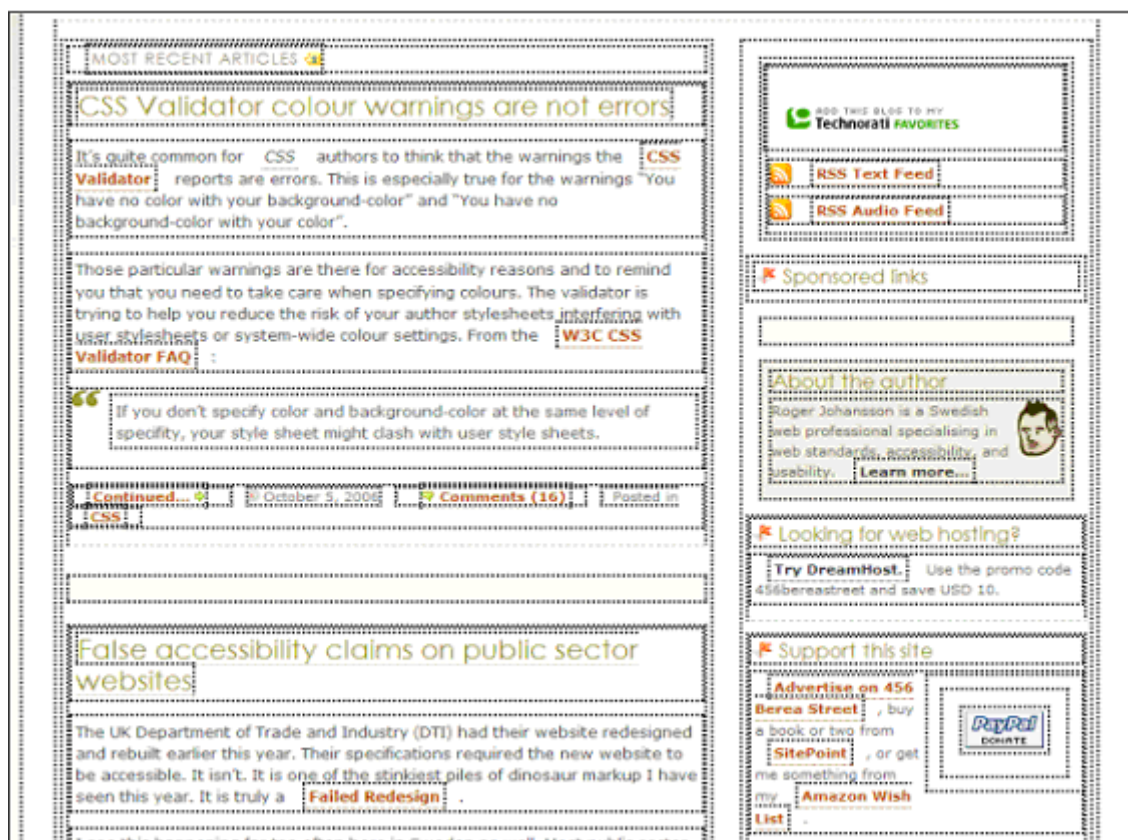 MOST RECENT ARTICLES
CSS Validator colour warnings are not errors
It's quite common for CSS authors to think that the warnings the CSS
Validator reports are errors. This is especially true for the warnings "You
have no color with your background-color" and "You have no
background-color with your color".
Those particular warnings are there for accessibility reasons and to remind
you that you need to take care when specifying colours. The validator is
trying to help you reduce the risk of your author stylesheets interfering with
user stylesheets or system-wide colour settings. From the W3C CSS
Validator FAQ :
“
If you don't specify color and background-color at the same level of
specifity, your style sheet might clash with user style sheets.
Continued... October 5, 2006 Comments (16) Posted in
CSS
False accessibility claims on public sector
websites
The UK Department of Trade and Industry (DTI) had their website redesigned
and rebuilt earlier this year. Their specifications required the new website to
be accessible. It isn't. It is one of the stinkiest piles of dinosaur markup I have
seen this year. It is truly a Failed Redesign .
ADD THIS BLOG TO MY
Technorati FAVORITES
RSS Text Feed
RSS Audio Feed
Sponsored links
About the author
Roger Johansson is a Swedish
web professional specialising in
web standards, accessibility, and
usability. Learn more...
Looking for web hosting?
Try DreamHost. Use the promo code
456bereastreet and save USD 10.
Support this site
Advertise on 456
Berea Street , buy
a book or two from
SitePoint , or get
me something from
my Amazon Wish
List .
PayPal
DONATE